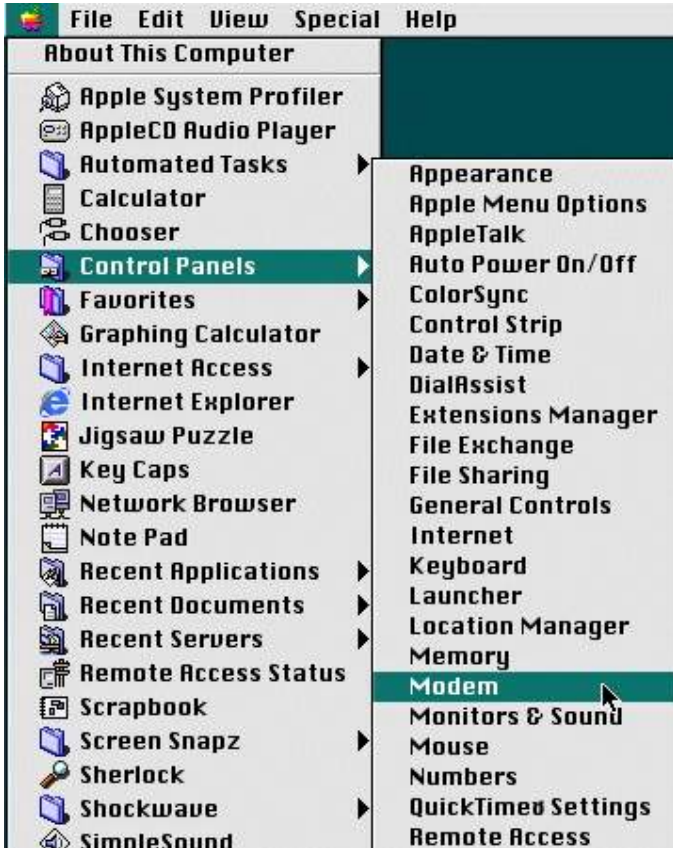 File Edit View Special Help
About This Computer
Apple System Profiler
AppleCD Audio Player
Automated Tasks
Calculator
Chooser
Control Panels
Favorites
Graphing Calculator
Internet Access
Internet Explorer
Jigsaw Puzzle
Key Caps
Network Browser
Note Pad
Recent Applications
Recent Documents
Recent Servers
Remote Access Status
Scrapbook
Screen Snapz
Sherlock
Shockwave
SimpleSound
Appearance
Apple Menu Options
AppleTalk
Auto Power On/Off
ColorSync
Control Strip
Date & Time
DialAssist
Extensions Manager
File Exchange
File Sharing
General Controls
Internet
Keyboard
Launcher
Location Manager
Memory
Modem
Monitors & Sound
Mouse
Numbers
QuickTime™ Settings
Remote Access